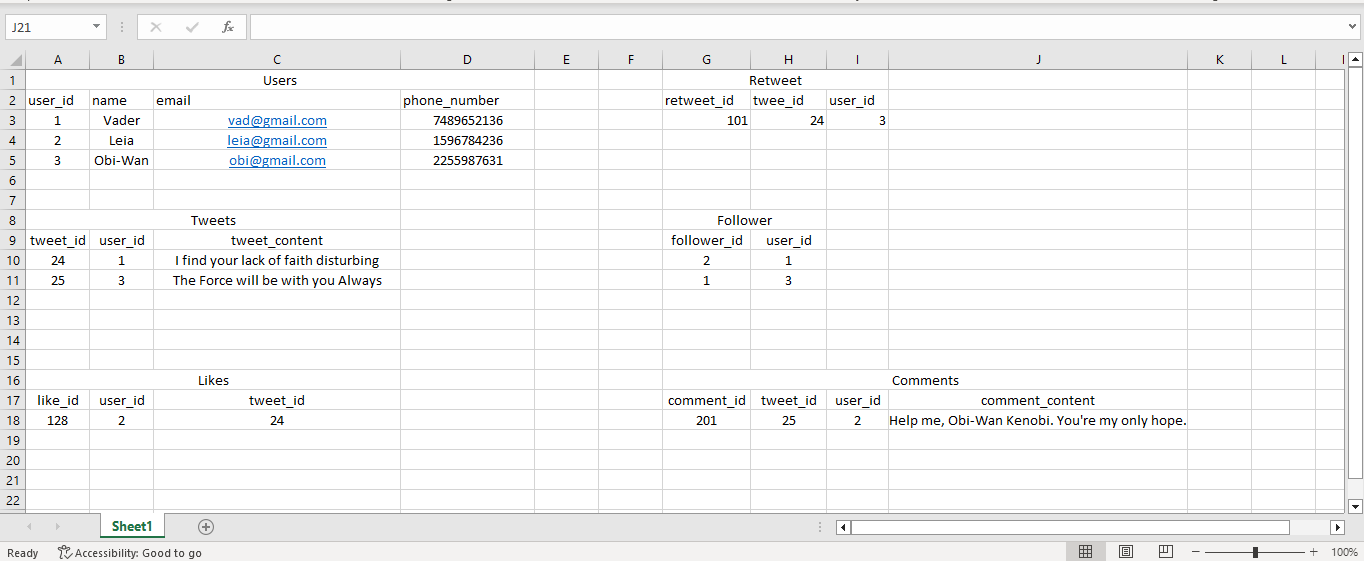 J21 fx
A B C D E F G H I J K L
1 Users Retweet
2 user_id name email phone_number retweet_id twee_id user_id
3 1 Vader vad@gmail.com 7489652136 101 24 3
4 2 Leia leia@gmail.com 1596784236
5 3 Obi-Wan obi@gmail.com 2255987631
6
7
8 Tweets Follower
9 tweet_id user_id tweet_content follower_id user_id
10 24 1 I find your lack of faith disturbing 2 1
11 25 3 The Force will be with you Always 1 3
12
13
14
15
16 Likes Comments
17 like_id user_id tweet_id comment_id tweet_id user_id comment_content
18 128 2 24 201 25 2 Help me, Obi-Wan Kenobi. You're my only hope.
19
20
21
22
Sheet1
Ready Accessibility: Good to go 100%